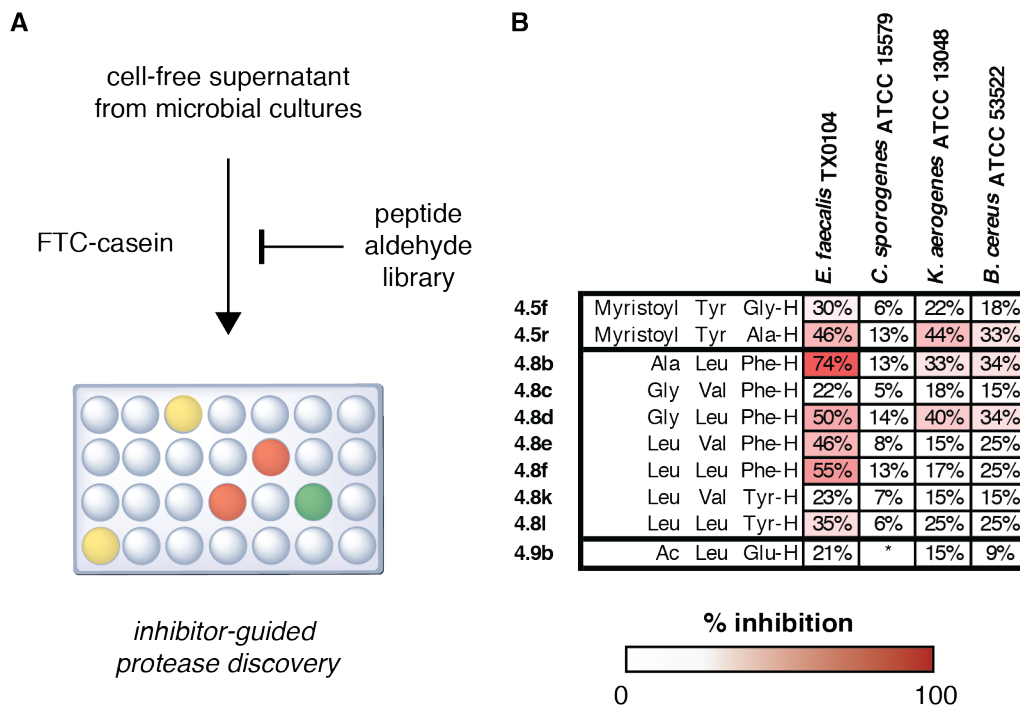 A
cell-free supernatant
from microbial cultures
FTC-casein
peptide
aldehyde
library
inhibitor-guided
protease discovery
B
E. faecalis TX0104
C. sporogenes ATCC 15579
K. aerogenes ATCC 13048
B. cereus ATCC 53522
4.5f Myristoyl Tyr Gly-H 30% 6% 22% 18%
4.5r Myristoyl Tyr Ala-H 46% 13% 44% 33%
4.8b Ala Leu Phe-H 74% 13% 33% 34%
4.8c Gly Val Phe-H 22% 5% 18% 15%
4.8d Gly Leu Phe-H 50% 14% 40% 34%
4.8e Leu Val Phe-H 46% 8% 15% 25%
4.8f Leu Leu Phe-H 55% 13% 17% 25%
4.8k Leu Val Tyr-H 23% 7% 15% 15%
4.8l Leu Leu Tyr-H 35% 6% 25% 25%
4.9b Ac Leu Glu-H 21% * 15% 9%
% inhibition
0 100